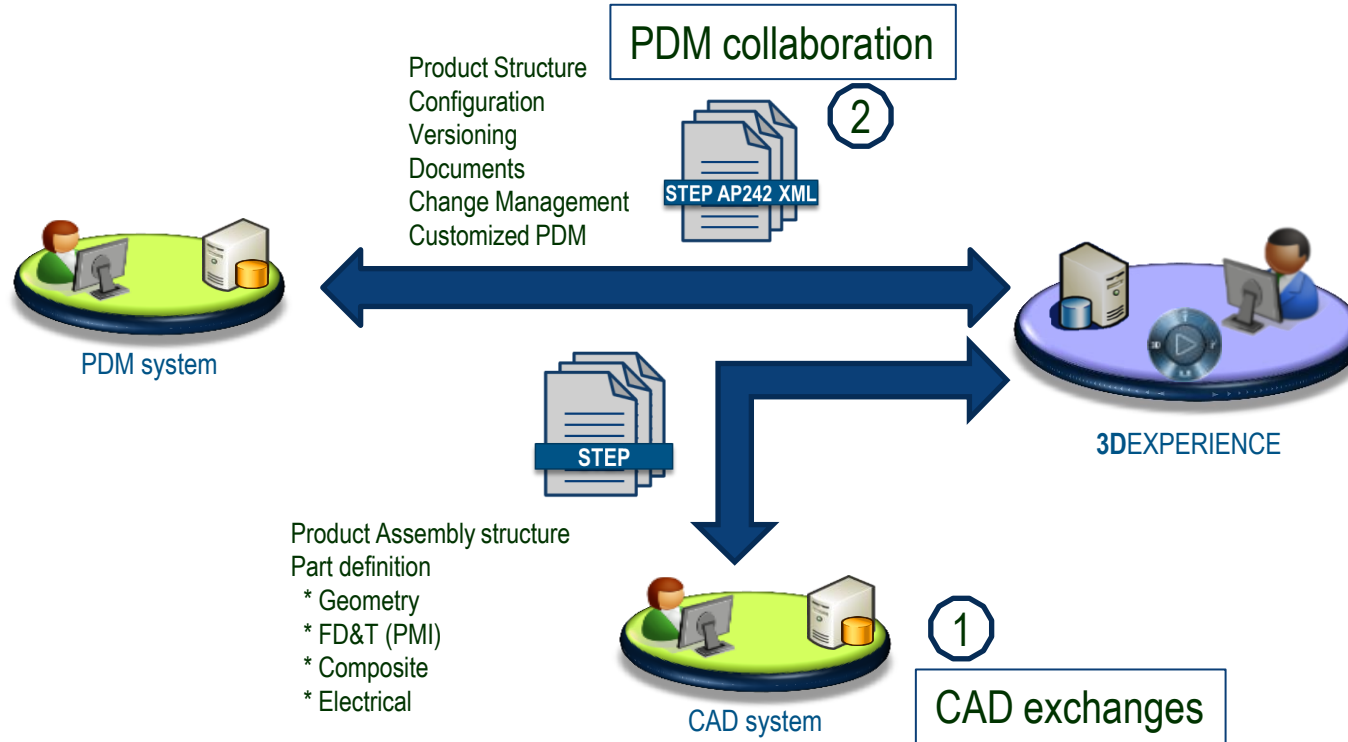 PDM collaboration
2
Product Structure
Configuration
Versioning
Documents
Change Management
Customized PDM
STEP AP242 XML
PDM system
3DEXPERIENCE
STEP
Product Assembly structure
Part definition
* Geometry
* FD&T (PMI)
* Composite
* Electrical
CAD system
1
CAD exchanges